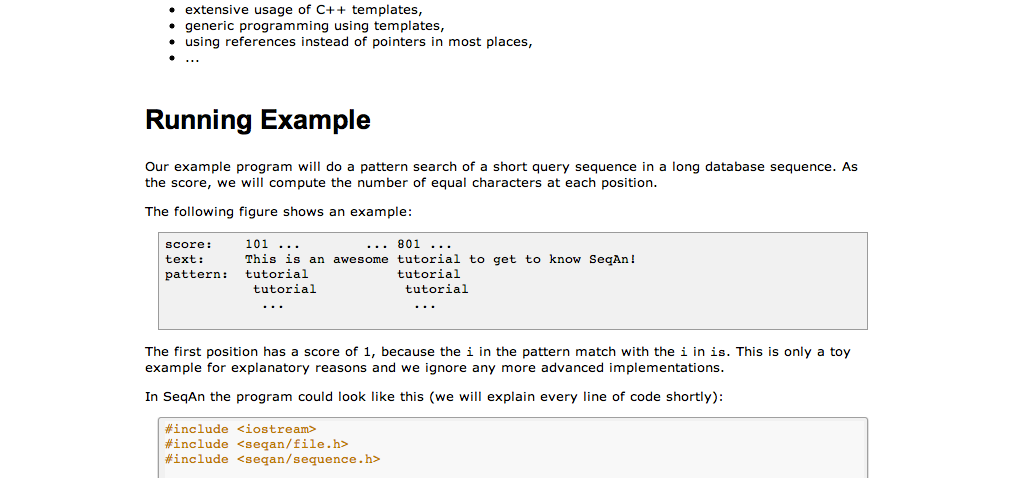 • extensive usage of C++ templates,
• generic programming using templates,
• using references instead of pointers in most places,
• ...
Running Example
Our example program will do a pattern search of a short query sequence in a long database sequence. As
the score, we will compute the number of equal characters at each position.
The following figure shows an example:
score:   101 ...        ... 801 ...
text:    This is an awesome tutorial to get to know SeqAn!
pattern: tutorial           tutorial
          tutorial           tutorial
           ...                ...
The first position has a score of 1, because the i in the pattern match with the i in is. This is only a toy
example for explanatory reasons and we ignore any more advanced implementations.
In SeqAn the program could look like this (we will explain every line of code shortly):
#include <iostream>
#include <seqan/file.h>
#include <seqan/sequence.h>